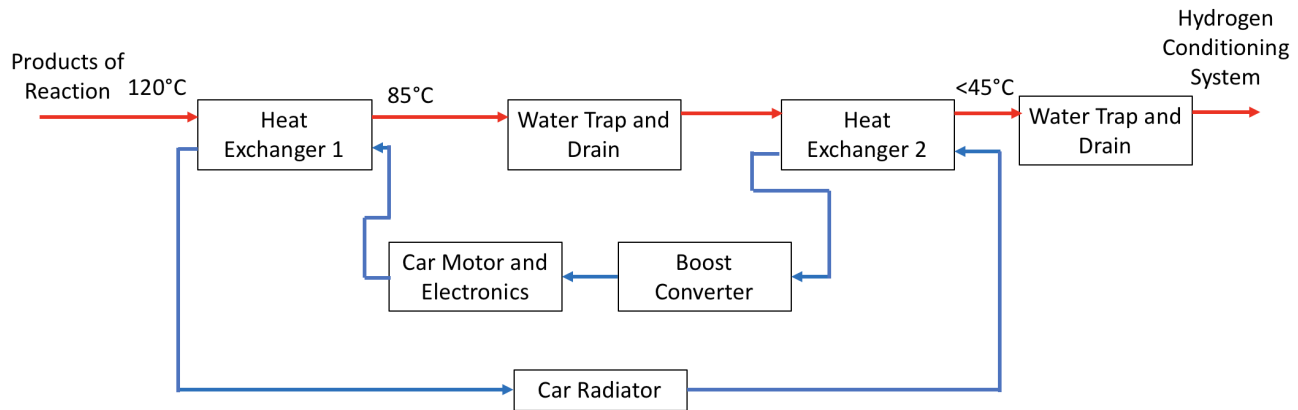 Products of
Reaction
120°C
Heat
Exchanger 1
85°C
Water Trap and
Drain
Heat
Exchanger 2
<45°C
Water Trap and
Drain
Hydrogen
Conditioning
System
Car Motor and
Electronics
Boost
Converter
Car Radiator